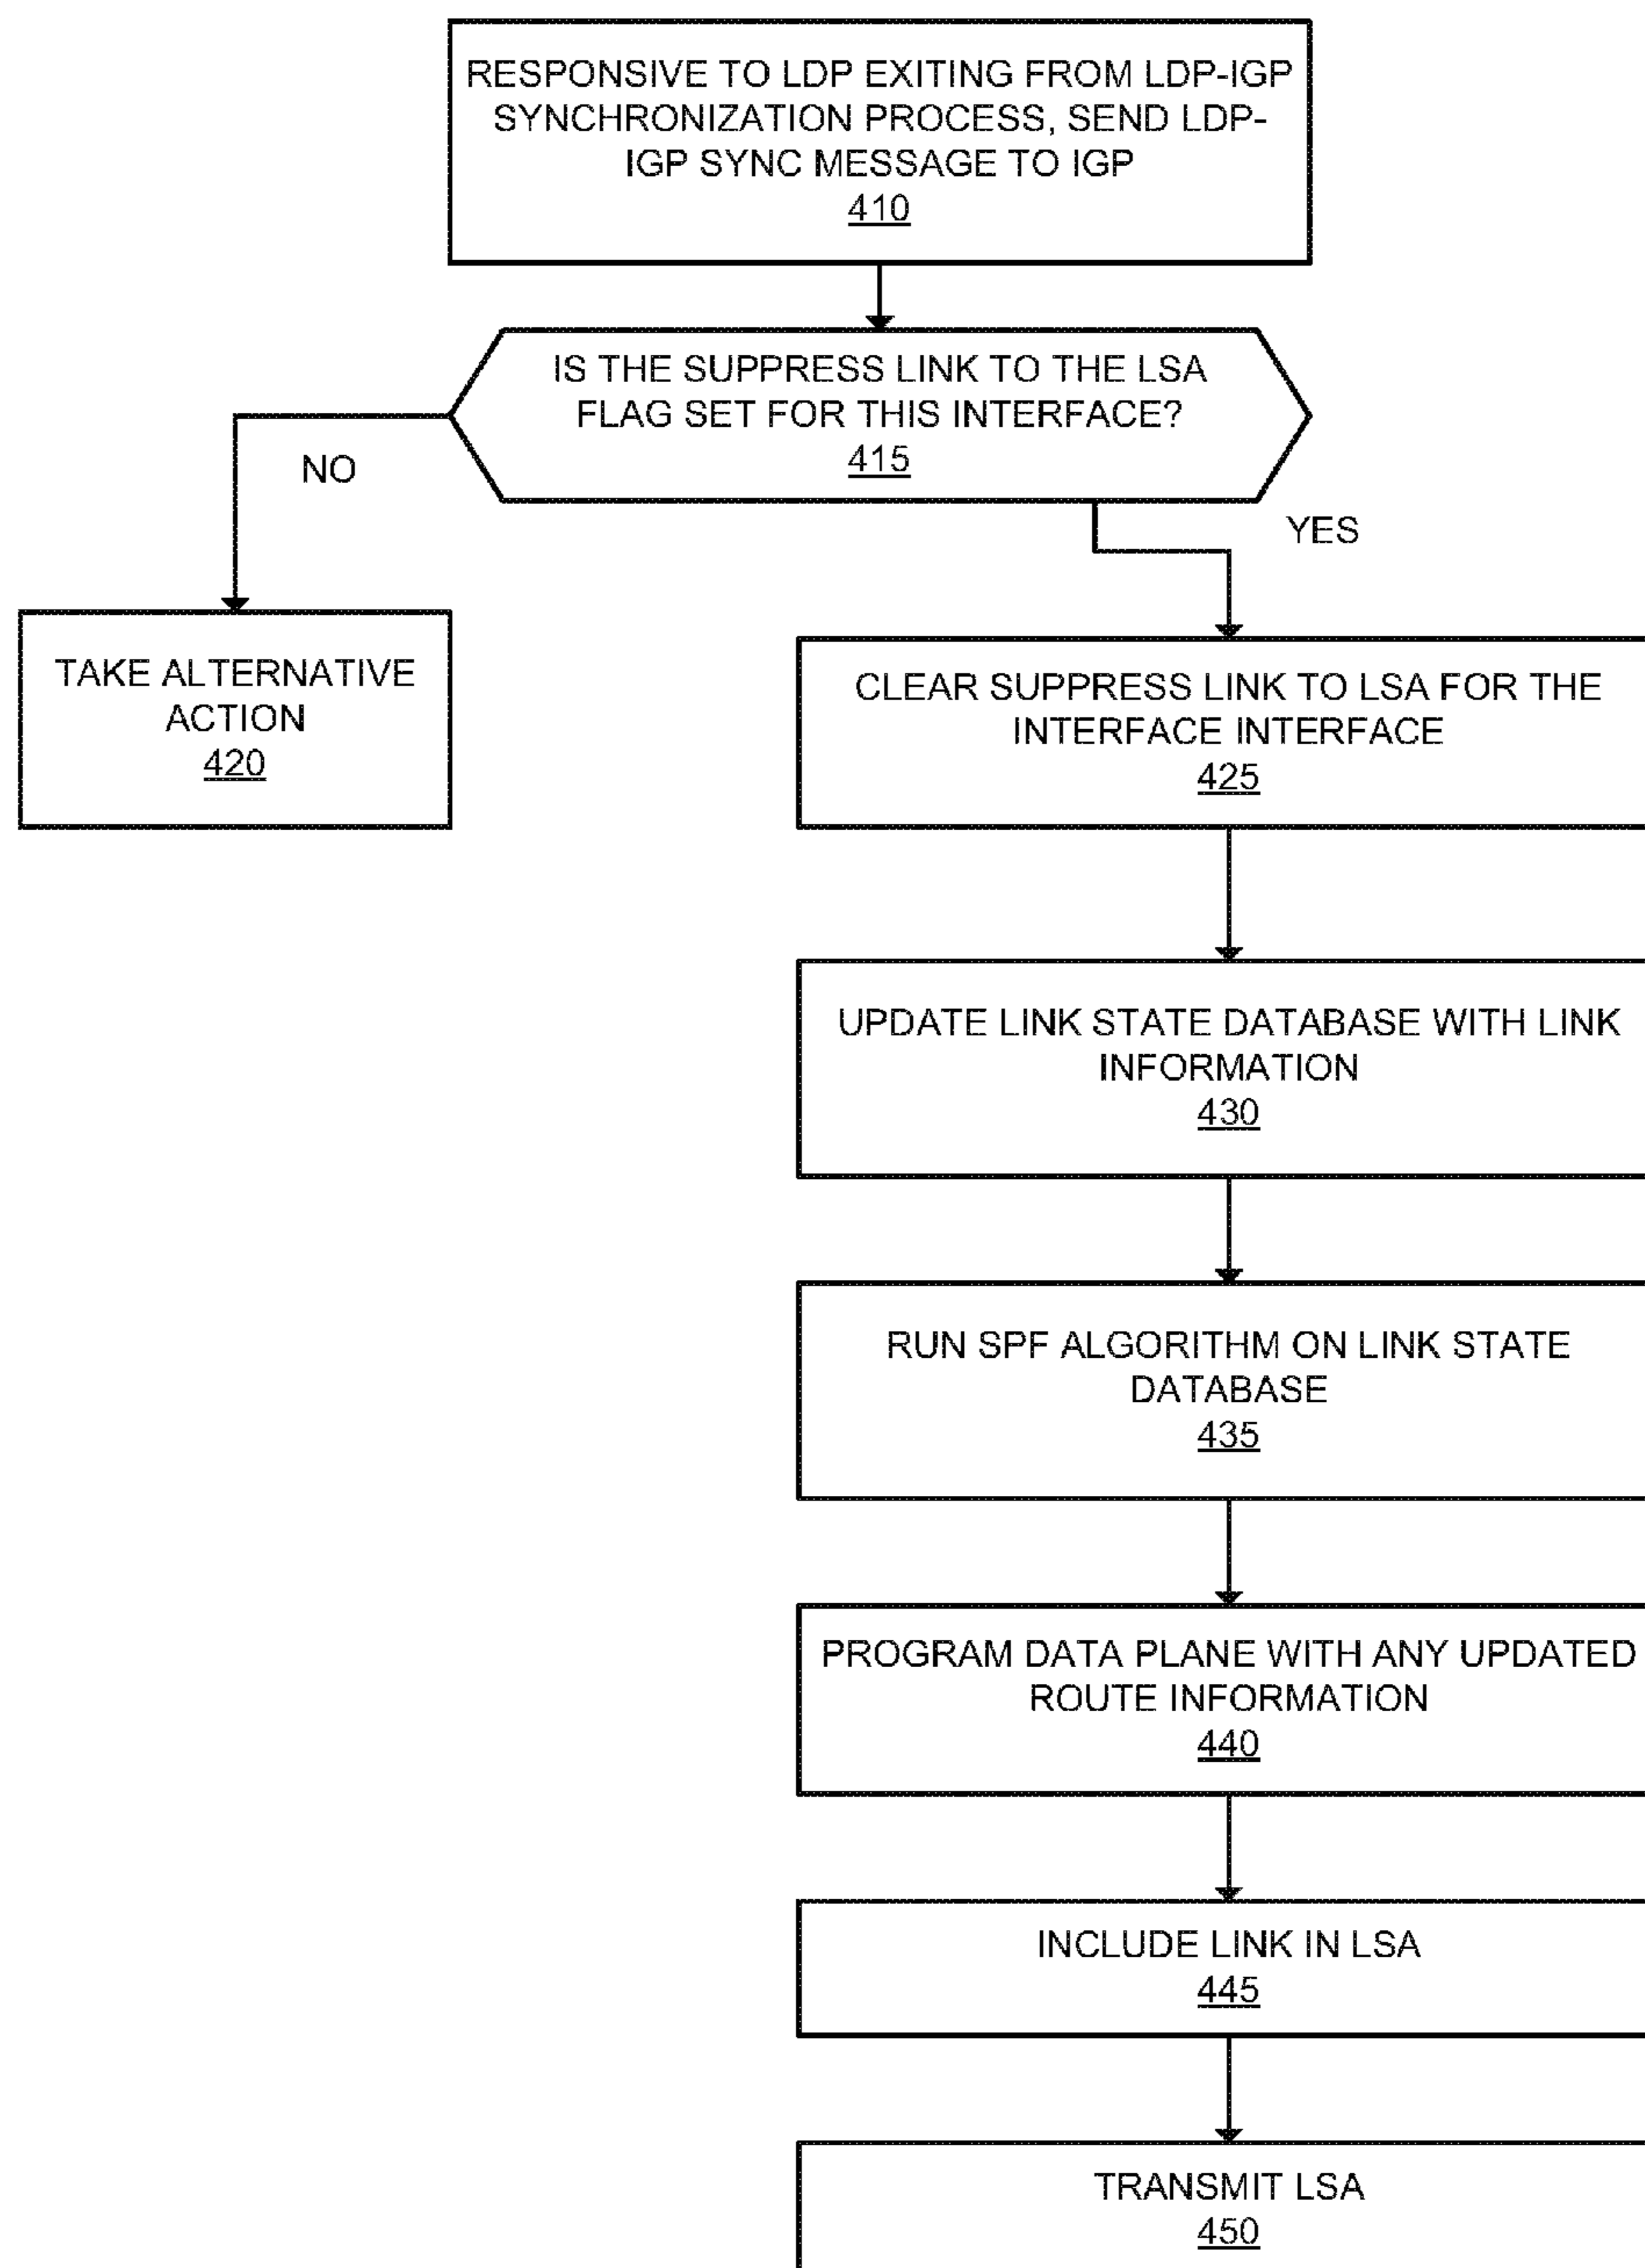 RESPONSIVE TO LDP EXITING FROM LDP-IGP
SYNCHRONIZATION PROCESS, SEND LDP-
IGP SYNC MESSAGE TO IGP
410
IS THE SUPPRESS LINK TO THE LSA
FLAG SET FOR THIS INTERFACE?
415
NO
YES
TAKE ALTERNATIVE
ACTION
420
CLEAR SUPPRESS LINK TO LSA FOR THE
INTERFACE INTERFACE
425
UPDATE LINK STATE DATABASE WITH LINK
INFORMATION
430
RUN SPF ALGORITHM ON LINK STATE
DATABASE
435
PROGRAM DATA PLANE WITH ANY UPDATED
ROUTE INFORMATION
440
INCLUDE LINK IN LSA
445
TRANSMIT LSA
450